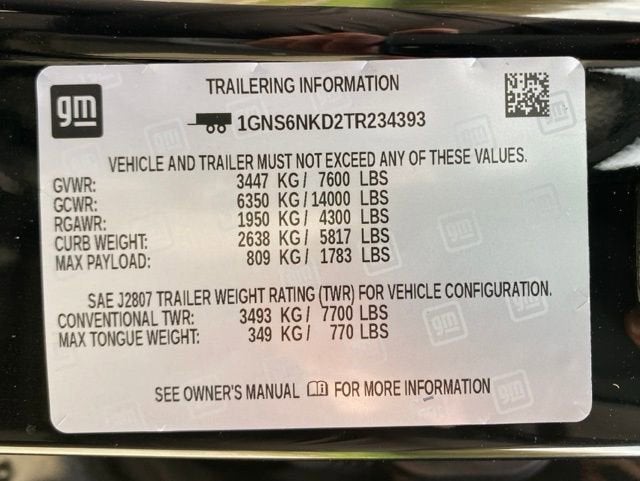 gm
TRAILERING INFORMATION
1GNS6NKD2TR234393
VEHICLE AND TRAILER MUST NOT EXCEED ANY OF THESE VALUES.
GVWR: 3447 KG/ 7600 LBS
GCWR: 6350 KG/14000 LBS
RGAWR: 1950 KG/ 4300 LBS
CURB WEIGHT: 2638 KG/ 5817 LBS
MAX PAYLOAD: 809 KG/ 1783 LBS
SAE J2807 TRAILER WEIGHT RATING (TWR) FOR VEHICLE CONFIGURATION.
CONVENTIONAL TWR: 3493 KG/ 7700 LBS
MAX TONGUE WEIGHT: 349 KG/ 770 LBS
SEE OWNER'S MANUAL FOR MORE INFORMATION